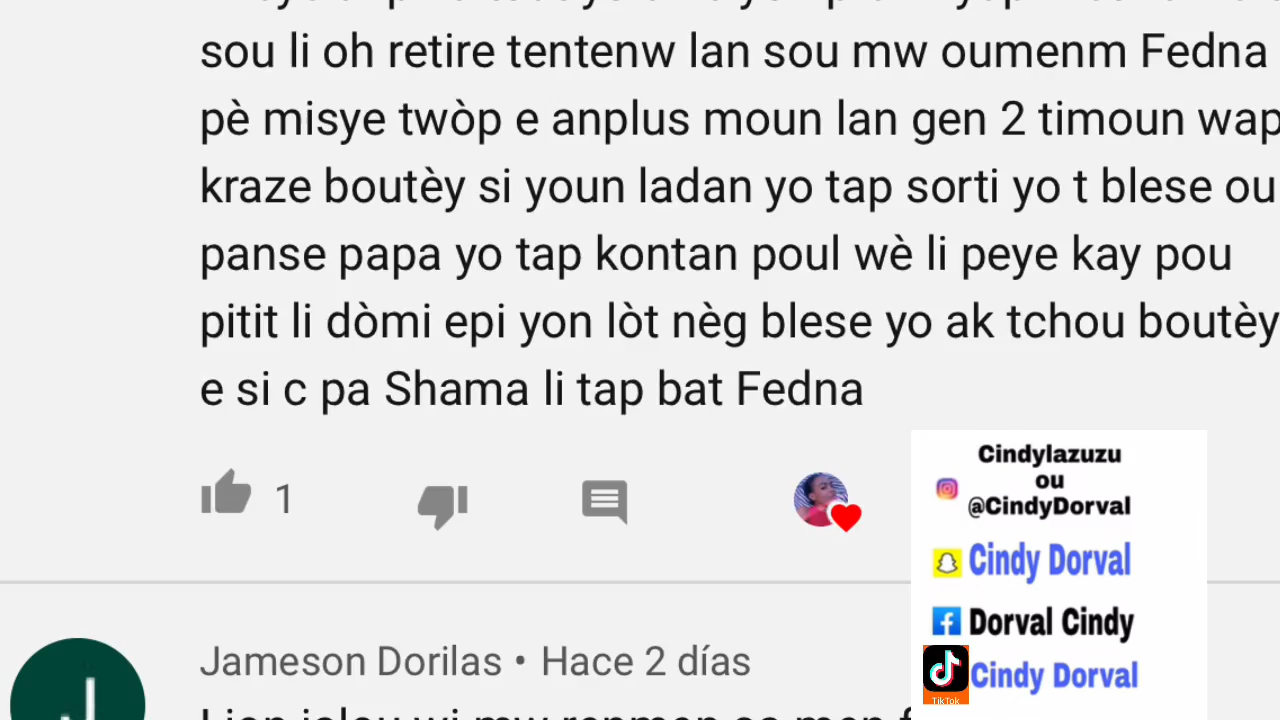 sou li oh retire tentenw lan sou mw oumenm Fedna
pè misye twòp e anplus moun lan gen 2 timoun wap
kraze boutèy si youn ladan yo tap sorti yo t blese ou
panse papa yo tap kontan poul wè li peye kay pou
pitit li dòmi epi yon lòt nèg blese yo ak tchou boutèy
e si c pa Shama li tap bat Fedna
1
Cindylazuzu
ou
@CindyDorval
Cindy Dorval
Dorval Cindy
TikTok
Cindy Dorval
J
Jameson Dorilas • Hace 2 días